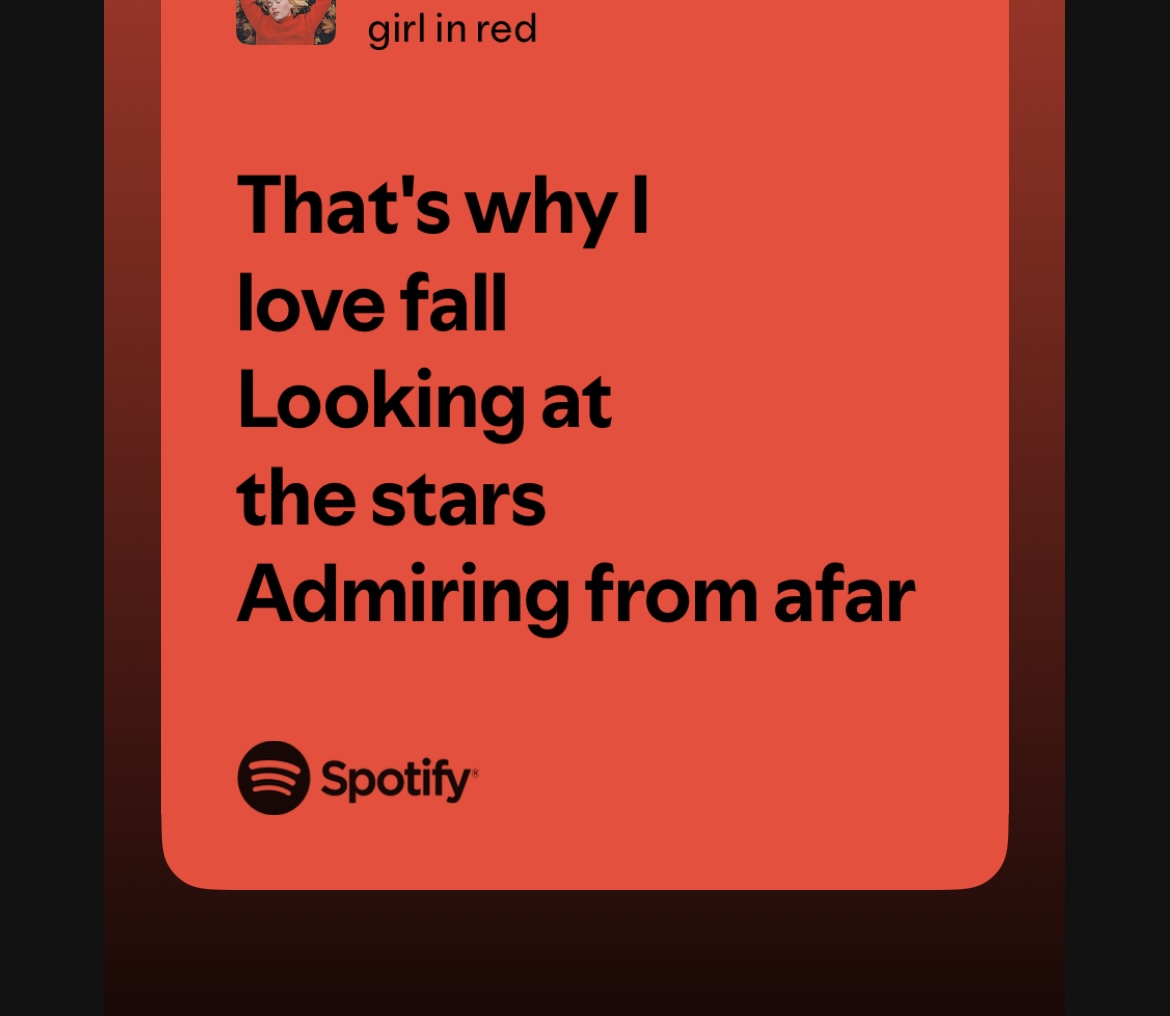 girl in red
That's why I
love fall
Looking at
the stars
Admiring from afar
Spotify®